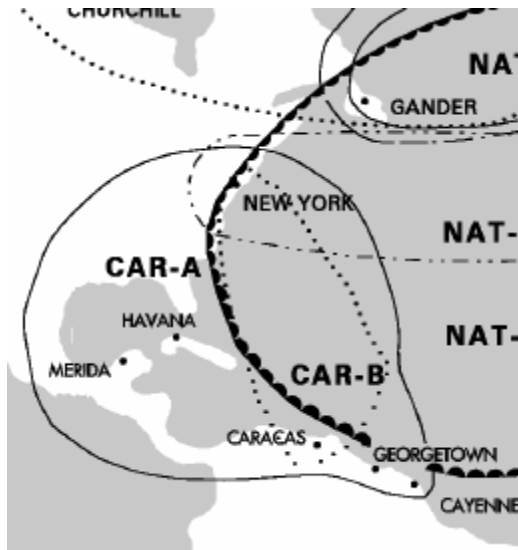 CHURCHILL
NAT
GANDER
NEW YORK
NAT-
CAR-A
HAVANA
NAT-
MERIDA
CAR-B
CARACAS
GEORGETOWN
CAYENNE